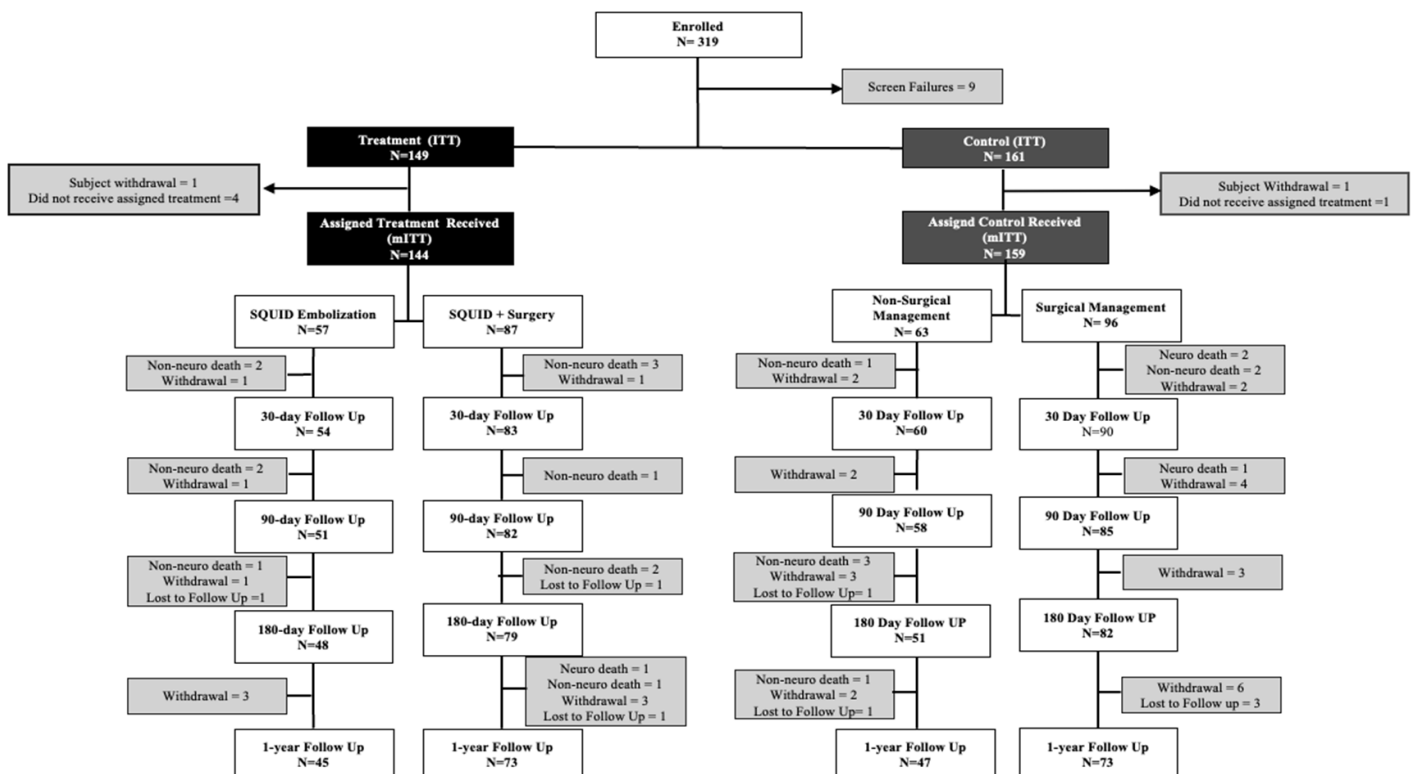 Enrolled
N= 319
Screen Failures = 9
Treatment (ITT)
N=149
Control (ITT)
N= 161
Subject withdrawal = 1
Did not receive assigned treatment =4
Subject Withdrawal = 1
Did not receive assigned treatment =1
Assigned Treatment Received
(mITT)
N=144
Assignd Control Received
(mITT)
N= 159
SQUID Embolization
N=57
SQUID + Surgery
N=87
Non-Surgical
Management
N= 63
Surgical Management
N= 96
Non-neuro death = 2
Withdrawal = 1
Non-neuro death = 3
Withdrawal = 1
Non-neuro death = 1
Withdrawal = 2
Neuro death = 2
Non-neuro death = 2
Withdrawal = 2
30-day Follow Up
N= 54
30-day Follow Up
N=83
30 Day Follow Up
N=60
30 Day Follow Up
N=90
Non-neuro death = 2
Withdrawal = 1
Non-neuro death = 1
Withdrawal = 2
Neuro death = 1
Withdrawal = 4
90-day Follow Up
N=51
90-day Follow Up
N=82
90 Day Follow Up
N=58
90 Day Follow Up
N=85
Non-neuro death = 1
Withdrawal = 1
Lost to Follow Up =1
Non-neuro death = 2
Lost to Follow Up = 1
Non-neuro death = 3
Withdrawal = 3
Lost to Follow Up= 1
Withdrawal = 3
180-day Follow Up
N=48
180-day Follow Up
N=79
180 Day Follow UP
N=51
180 Day Follow UP
N=82
Withdrawal = 3
Neuro death = 1
Non-neuro death = 1
Withdrawal = 3
Lost to Follow Up = 1
Non-neuro death = 1
Withdrawal = 2
Lost to Follow Up= 1
Withdrawal = 6
Lost to Follow up = 3
1-year Follow Up
N=45
1-year Follow Up
N=73
1-year Follow Up
N=47
1-year Follow Up
N=73